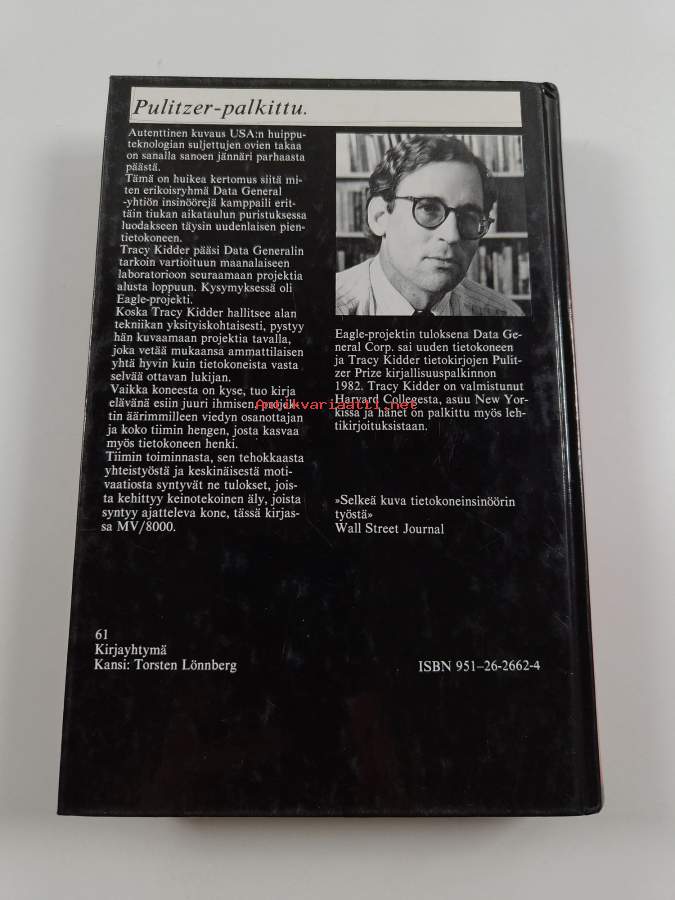 Pulitzer-palkittu.
Autenttinen kuvaus USA:n huippu-
teknologian suljettujen ovien takaa
on sanalla sanoen jännäri parhaasta
päästä.
Tämä on huikea kertomus siitä mi-
ten erikoisryhmä Data General
-yhtiön insinöörejä kamppaili erit-
täin tiukan aikataulun puristuksessa
luodakseen täysin uudenlaisen pien-
tietokoneen.
Tracy Kidder pääsi Data Generalin
tarkoin vartioituun maanalaiseen
laboratorioon seuraamaan projektia
alusta loppuun. Kysymyksessä oli
Eagle-projekti.
Koska Tracy Kidder hallitsee alan
tekniikan yksityiskohtaisesti, pystyy
hän kuvaamaan projektia tavalla,
joka vetää mukaansa ammattilaisen
yhtä hyvin kuin tietokoneista vasta
selvää ottavan lukijan.
Vaikka koneesta on kyse, tuo kirja
elävänä esiin juuri ihmisen, projek-
tin äärimmilleen viedyn osanottajan
ja koko tiimin hengen, josta kasvaa
myös tietokoneen henki.
Tiimin toiminnasta, sen tehokkaasta
yhteistyöstä ja keskinäisestä moti-
vaatiosta syntyvät ne tulokset, jois-
ta kehittyy keinotekoinen äly, joista
syntyy ajatteleva kone, tässä kirjas-
sa MV/8000.
Eagle-projektin tuloksena Data Ge-
neral Corp. sai uuden tietokoneen
ja Tracy Kidder tietokirjojen Pulit-
zer Prize kirjallisuuspalkinnon
1982. Tracy Kidder on valmistunut
Harvard Collegesta, asuu New Yor-
kissa ja hänet on palkittu myös leh-
tikirjoituksistaan.
»Selkeä kuva tietokoneinsinöörin
työstä»
Wall Street Journal
61
Kirjayhtymä
Kansi: Torsten Lönnberg
ISBN 951-26-2662-4
Antikvariaatit.net